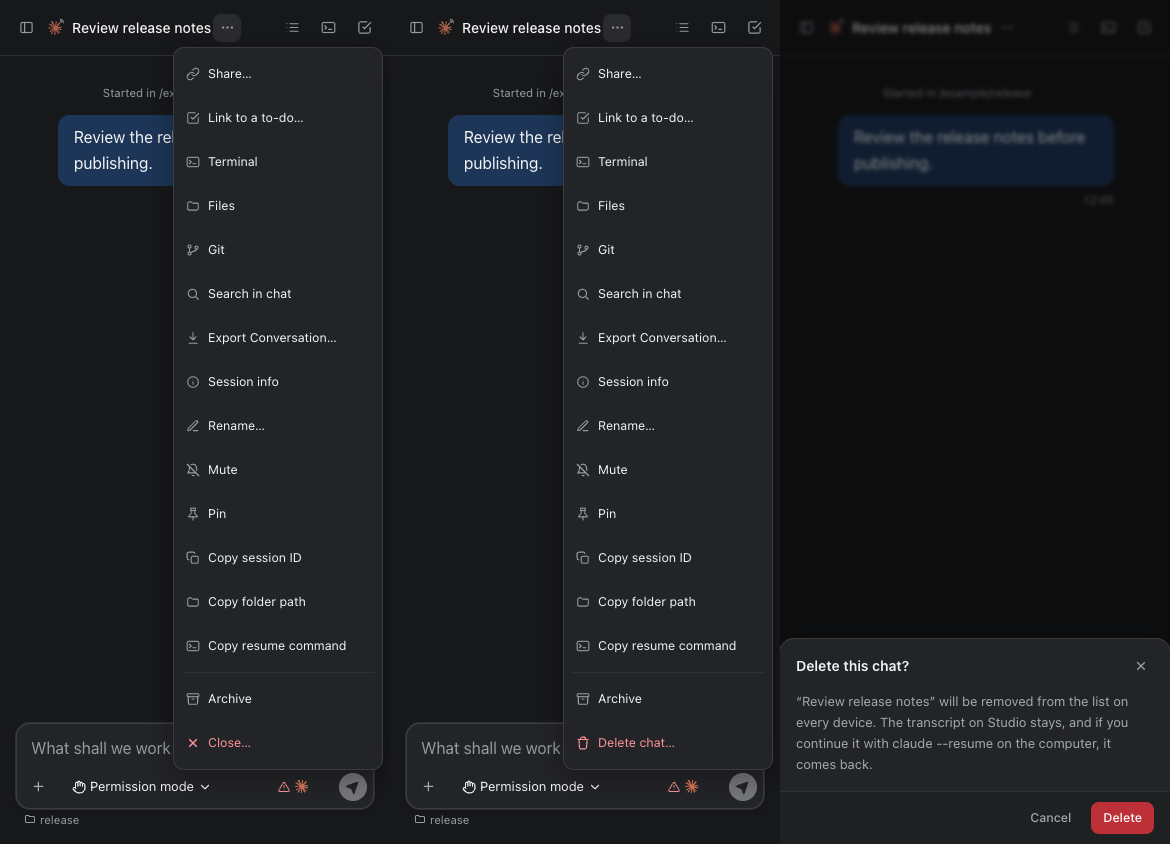 Review release notes
Started in /ex
Review the rel
publishing.
Share...
Link to a to-do...
Terminal
Files
Git
Search in chat
Export Conversation...
Session info
Rename...
Mute
Pin
Copy session ID
Copy folder path
Copy resume command
Archive
Close...
What shall we work
Permission mode
release
Review release notes
Started in /ex
Review the rel
publishing.
Share...
Link to a to-do...
Terminal
Files
Git
Search in chat
Export Conversation...
Session info
Rename...
Mute
Pin
Copy session ID
Copy folder path
Copy resume command
Archive
Delete chat...
What shall we work
Permission mode
release
Review release notes
Started in /example/release
Review the release notes before
publishing.
Delete this chat?
“Review release notes” will be removed from the list on
every device. The transcript on Studio stays, and if you
continue it with claude --resume on the computer, it
comes back.
Cancel
Delete